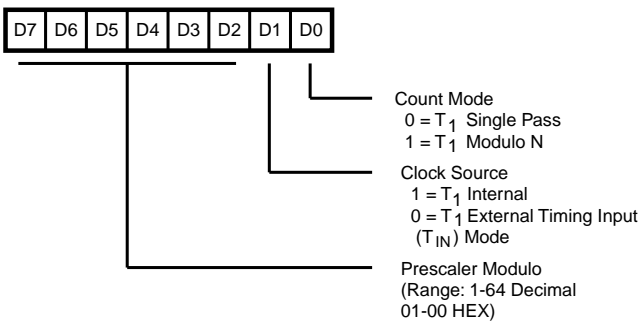 D7 D6 D5 D4 D3 D2 D1 D0
Count Mode
0 = T1 Single Pass
1 = T1 Modulo N
Clock Source
1 = T1 Internal
0 = T1 External Timing Input
(TIN) Mode
Prescaler Modulo
(Range: 1-64 Decimal
01-00 HEX)